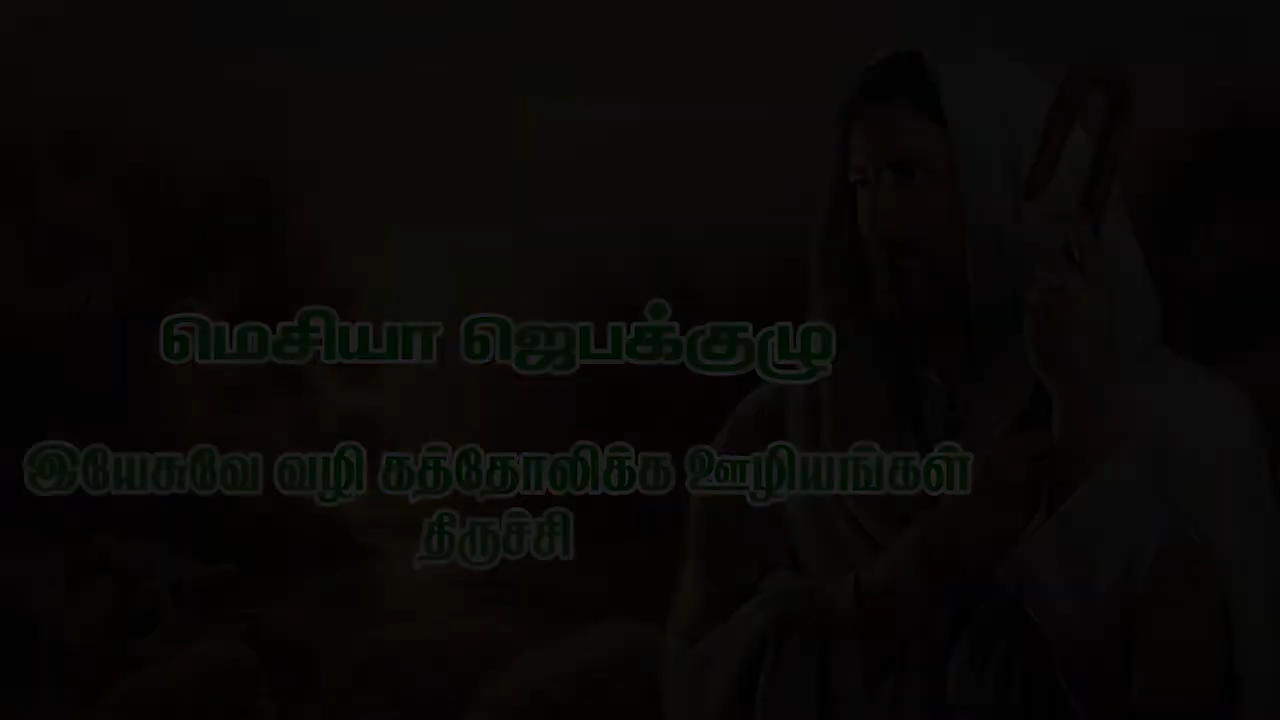 மெசியா ஜெபக்குழு
இயேசுவே வழி கத்தோலிக்க ஊழியங்கள்
திருச்சி